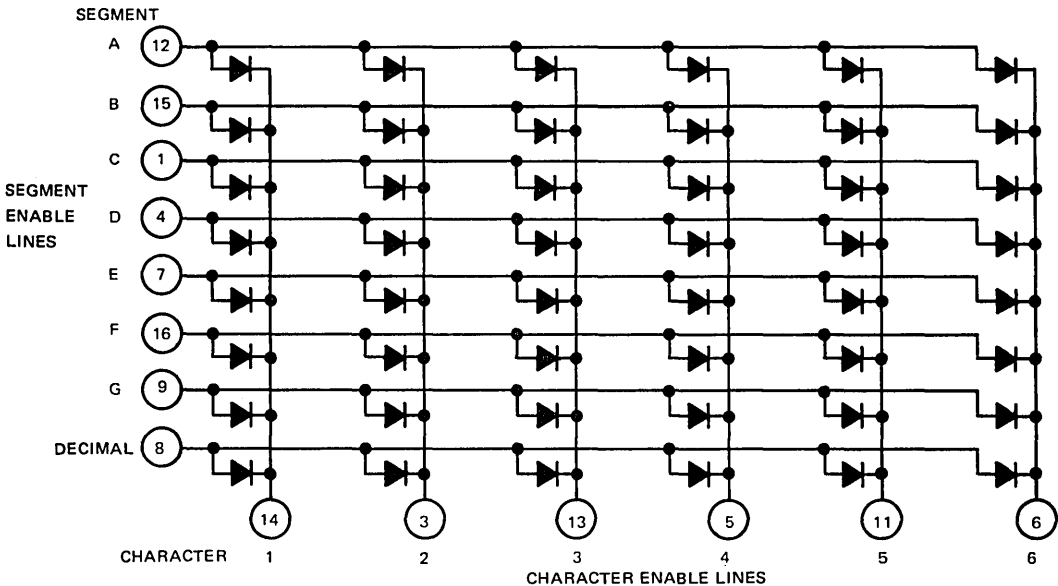 SEGMENT
A 12
B 15
C 1
SEGMENT
ENABLE
LINES
D 4
E 7
F 16
G 9
DECIMAL 8
14 3 13 5 11 6
CHARACTER 1 2 3 4 5 6
CHARACTER ENABLE LINES